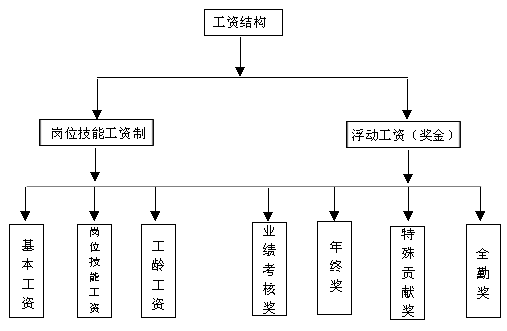 工资结构
岗位技能工资制
浮动工资（奖金）
基本工资
岗位技能工资
工龄工资
业绩考核奖
年终奖
特殊贡献奖
全勤奖